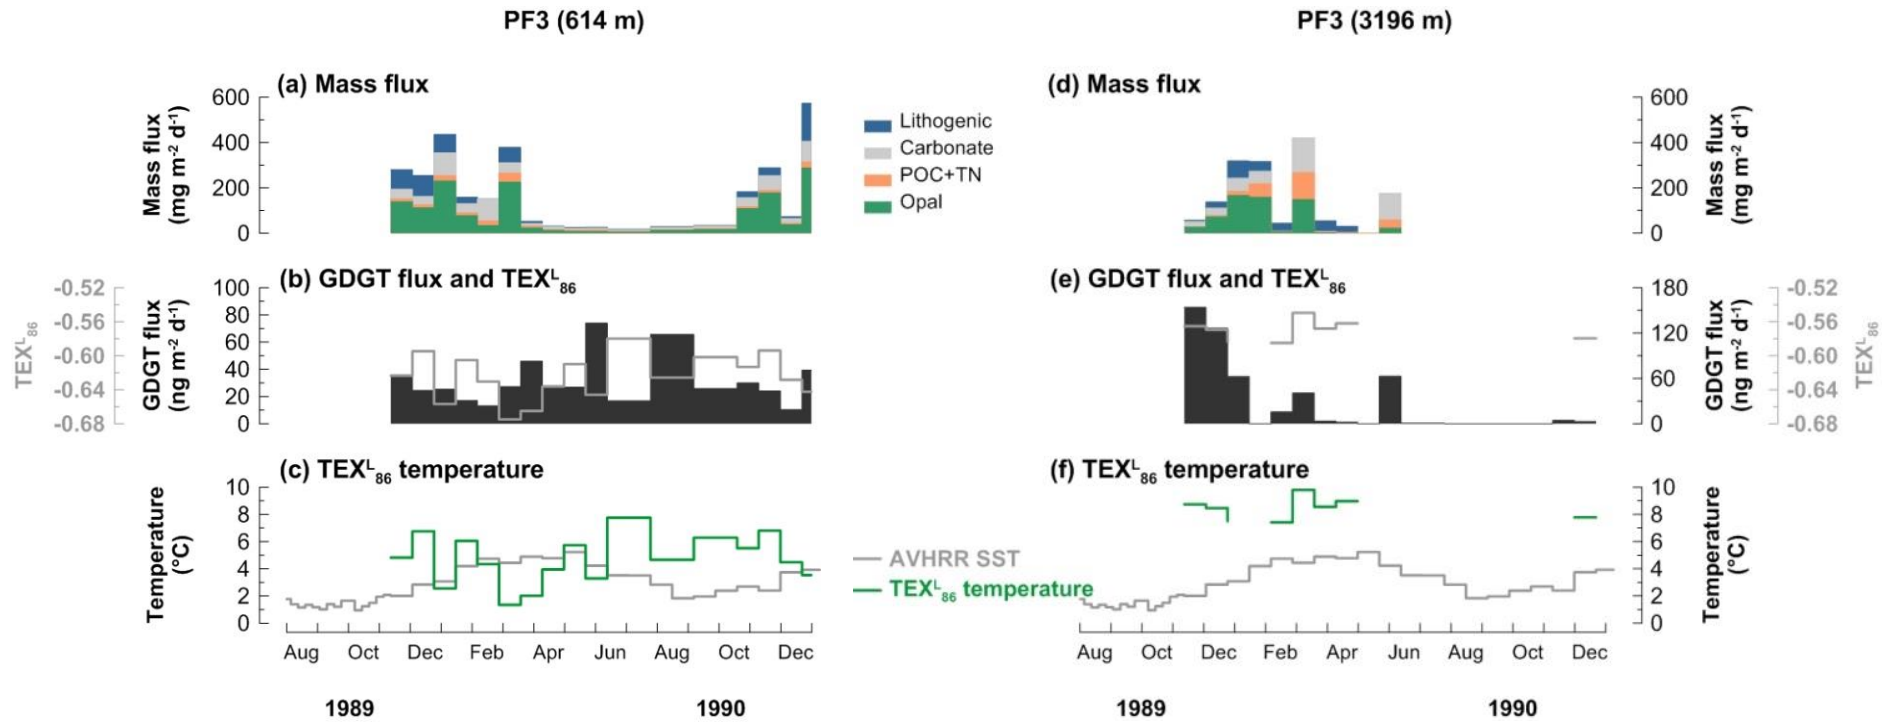 PF3 (614 m)
PF3 (3196 m)
(a) Mass flux
Mass flux
(mg m⁻² d⁻¹)
600
400
200
0
Lithogenic
Carbonate
POC+TN
Opal
(d) Mass flux
600
400
200
0
Mass flux
(mg m⁻² d⁻¹)
(b) GDGT flux and TEXᴸ₈₆
TEXᴸ₈₆
-0.52
-0.56
-0.60
-0.64
-0.68
GDGT flux
(ng m⁻² d⁻¹)
100
80
60
40
20
0
(e) GDGT flux and TEXᴸ₈₆
180
120
60
0
GDGT flux
(ng m⁻² d⁻¹)
-0.52
-0.56
-0.60
-0.64
-0.68
TEXᴸ₈₆
(c) TEXᴸ₈₆ temperature
Temperature
(°C)
10
8
6
4
2
0
AVHRR SST
TEXᴸ₈₆ temperature
(f) TEXᴸ₈₆ temperature
10
8
6
4
2
0
Temperature
(°C)
Aug Oct Dec Feb Apr Jun Aug Oct Dec
Aug Oct Dec Feb Apr Jun Aug Oct Dec
1989 1990
1989 1990